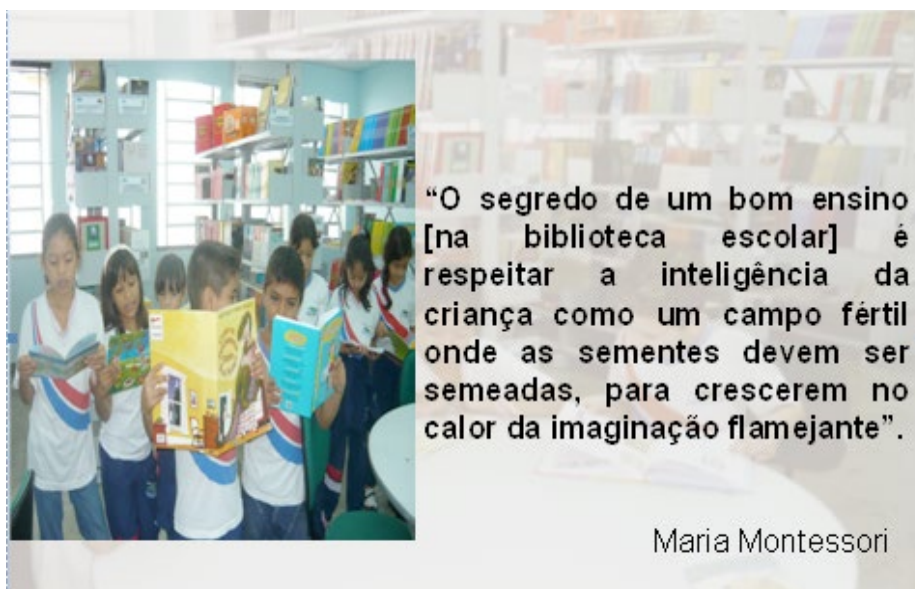 “O segredo de um bom ensino
[na biblioteca escolar] é
respeitar a inteligência da
criança como um campo fértil
onde as sementes devem ser
semeadas, para crescerem no
calor da imaginação flamejante”.
Maria Montessori